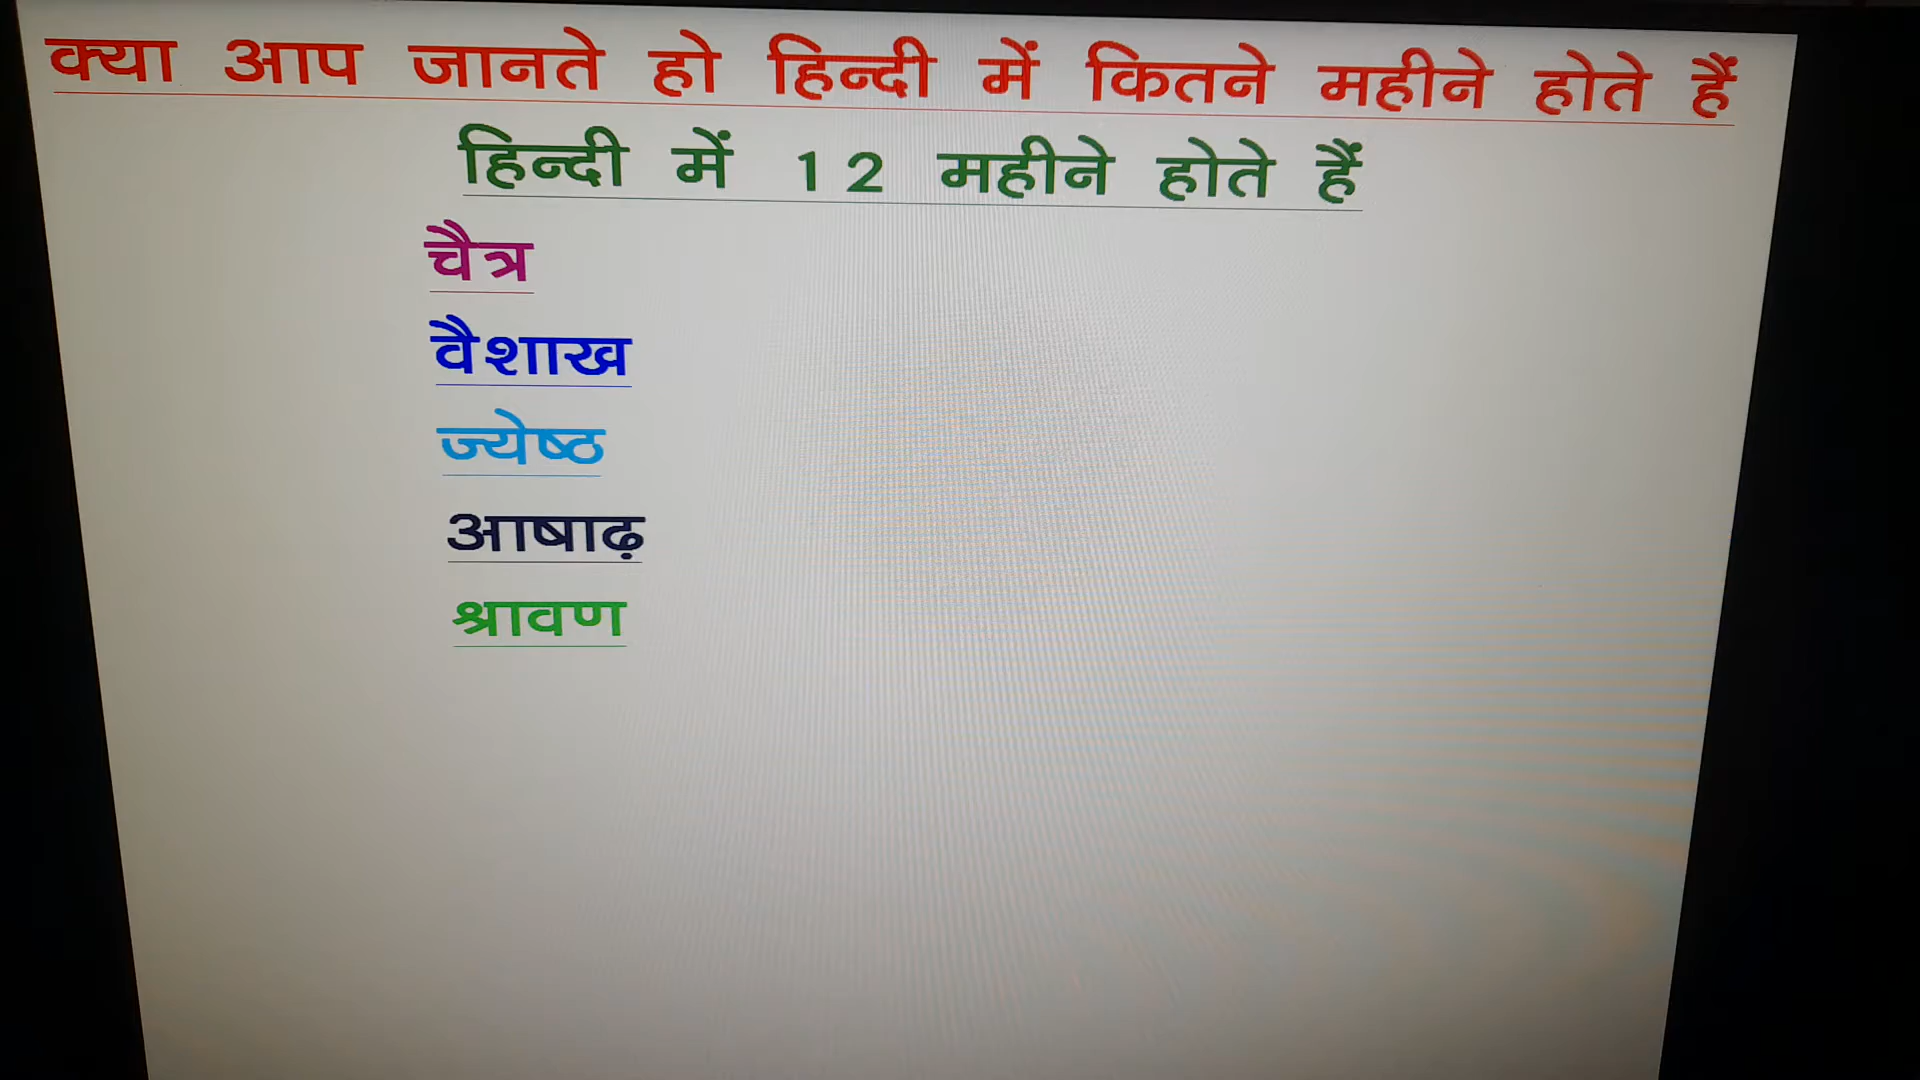 क्या आप जानते हो हिन्दी में कितने महीने होते हैं
हिन्दी में 12 महीने होते हैं
चैत्र
वैशाख
ज्येष्ठ
आषाढ़
श्रावण